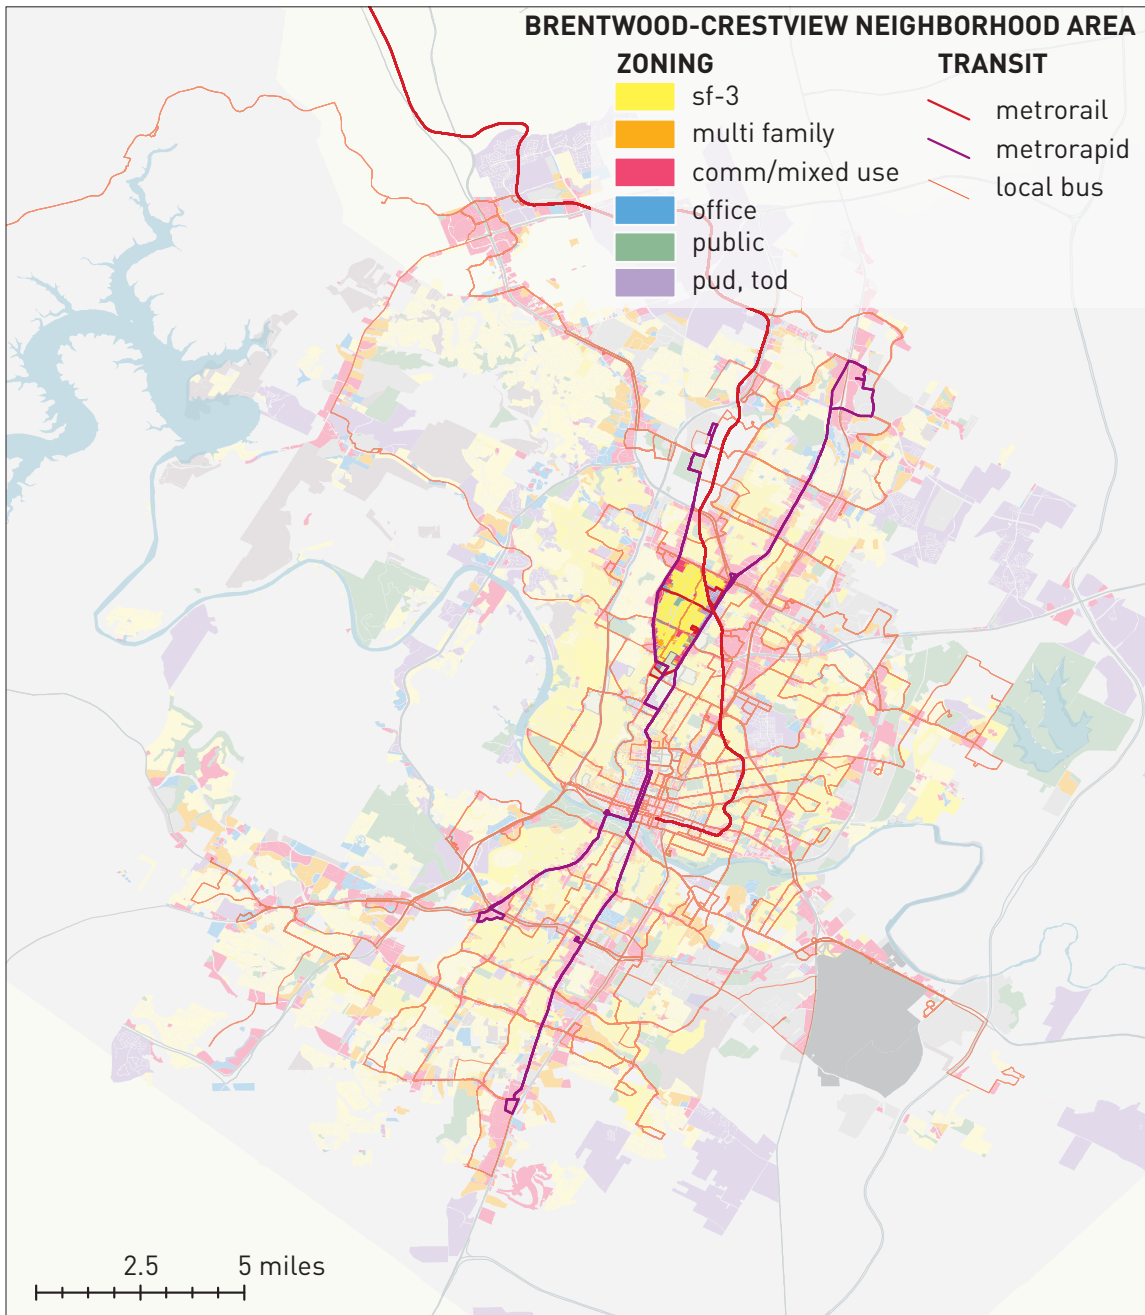 BRENTWOOD-CRESTVIEW NEIGHBORHOOD AREA
ZONING
sf-3
multi family
comm/mixed use
office
public
pud, tod
TRANSIT
metrorail
metrorapid
local bus
2.5 5 miles